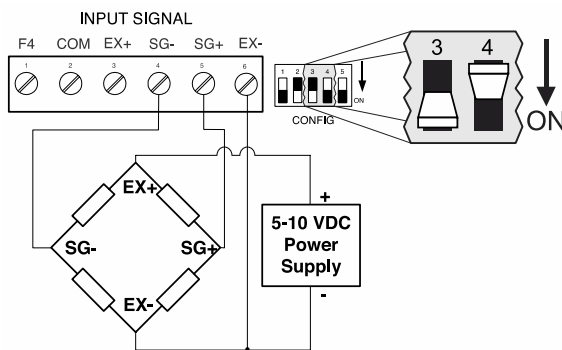 INPUT SIGNAL
F4 COM EX+ SG- SG+ EX-
1 2 3 4 5 6
1 2 3 4 5
ON
CONFIG
3 4
ON
EX+
SG-
SG+
EX-
+
5-10 VDC
Power
Supply
-